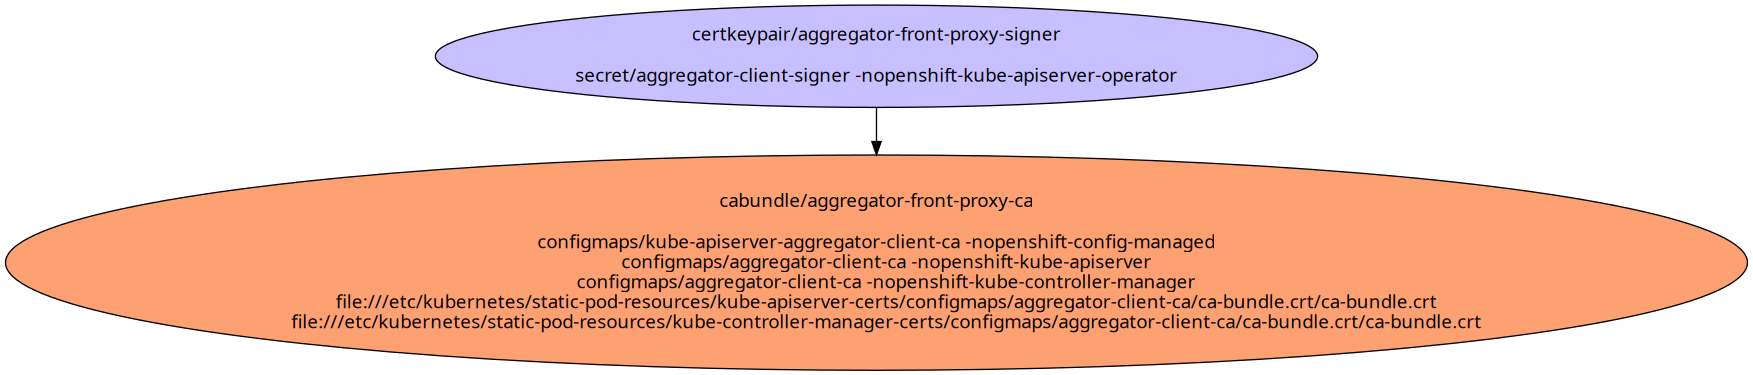 certkeypair/aggregator-front-proxy-signer
secret/aggregator-client-signer -nopenshift-kube-apiserver-operator
cabundle/aggregator-front-proxy-ca
configmaps/kube-apiserver-aggregator-client-ca -nopenshift-config-managed
configmaps/aggregator-client-ca -nopenshift-kube-apiserver
configmaps/aggregator-client-ca -nopenshift-kube-controller-manager
file:///etc/kubernetes/static-pod-resources/kube-apiserver-certs/configmaps/aggregator-client-ca/ca-bundle.crt/ca-bundle.crt
file:///etc/kubernetes/static-pod-resources/kube-controller-manager-certs/configmaps/aggregator-client-ca/ca-bundle.crt/ca-bundle.crt